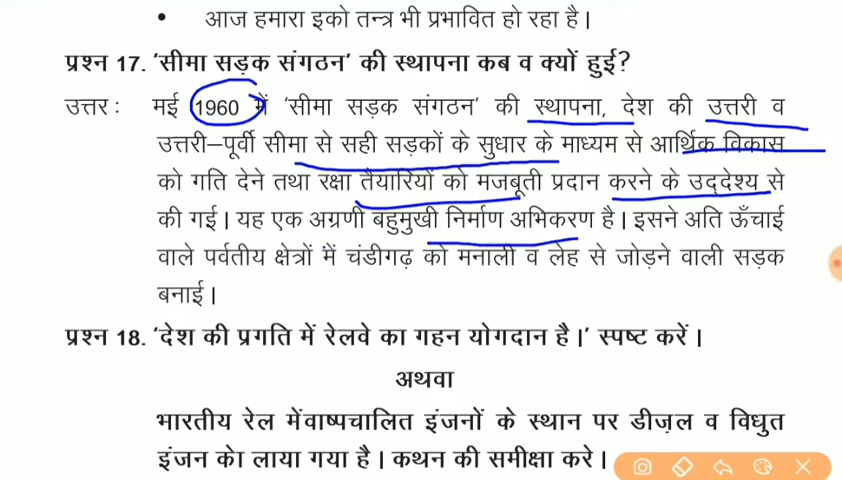 • आज हमारा इको तन्त्र भी प्रभावित हो रहा है।
प्रश्न 17. ‘सीमा सड़क संगठन’ की स्थापना कब व क्यों हुई?
उत्तर : मई 1960 में ‘सीमा सड़क संगठन’ की स्थापना, देश की उत्तरी व
उत्तरी–पूर्वी सीमा से सही सड़कों के सुधार के माध्यम से आर्थिक विकास
को गति देने तथा रक्षा तैयारियों को मजबूती प्रदान करने के उद्देश्य से
की गई। यह एक अग्रणी बहुमुखी निर्माण अभिकरण है। इसने अति ऊँचाई
वाले पर्वतीय क्षेत्रों में चंडीगढ़ को मनाली व लेह से जोड़ने वाली सड़क
बनाई।
प्रश्न 18. ‘देश की प्रगति में रेलवे का गहन योगदान है।’ स्पष्ट करें।
अथवा
भारतीय रेल मेंवाष्पचालित इंजनों के स्थान पर डीज़ल व विधुत
इंजन केा लाया गया है। कथन की समीक्षा करे।